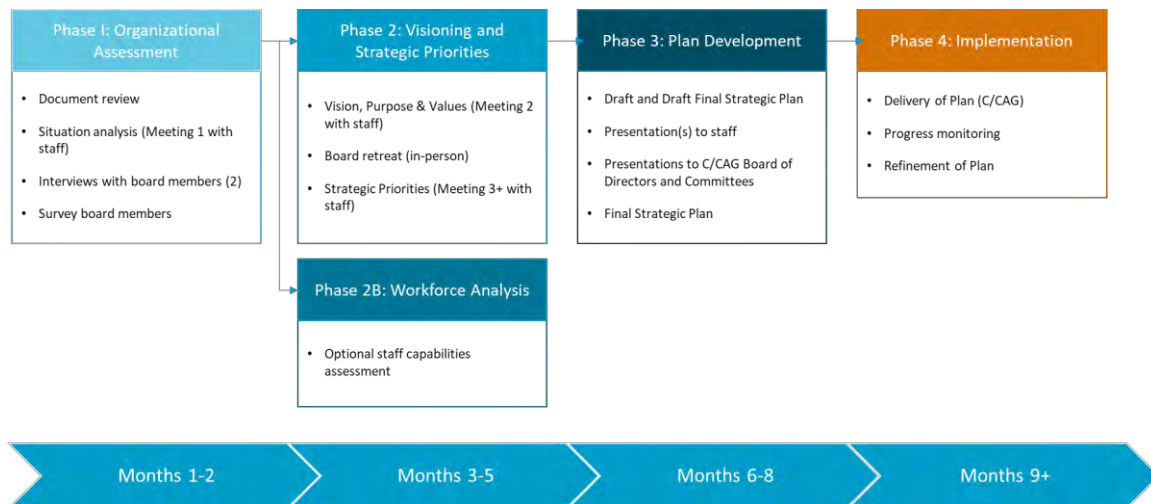 Phase I: Organizational
Assessment
• Document review
• Situation analysis (Meeting 1 with
staff)
• Interviews with board members (2)
• Survey board members
Phase 2: Visioning and
Strategic Priorities
• Vision, Purpose & Values (Meeting 2
with staff)
• Board retreat (in-person)
• Strategic Priorities (Meeting 3+ with
staff)
Phase 2B: Workforce Analysis
• Optional staff capabilities
assessment
Phase 3: Plan Development
• Draft and Draft Final Strategic Plan
• Presentation(s) to staff
• Presentations to C/CAG Board of
Directors and Committees
• Final Strategic Plan
Phase 4: Implementation
• Delivery of Plan (C/CAG)
• Progress monitoring
• Refinement of Plan
Months 1-2
Months 3-5
Months 6-8
Months 9+